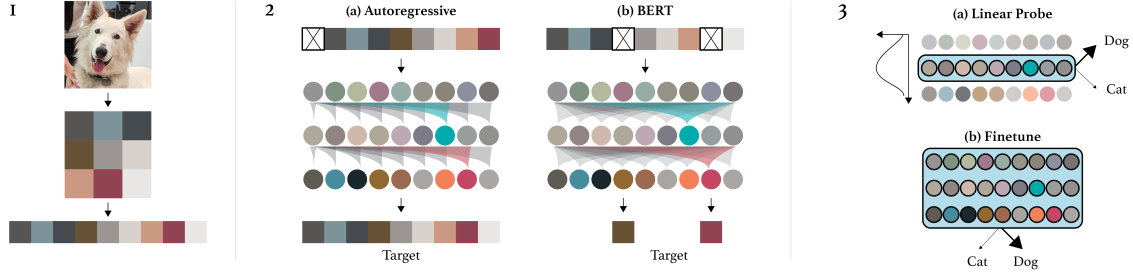 1
2
(a) Autoregressive
(b) BERT
Target
Target
3
(a) Linear Probe
Dog
Cat
(b) Finetune
Cat
Dog